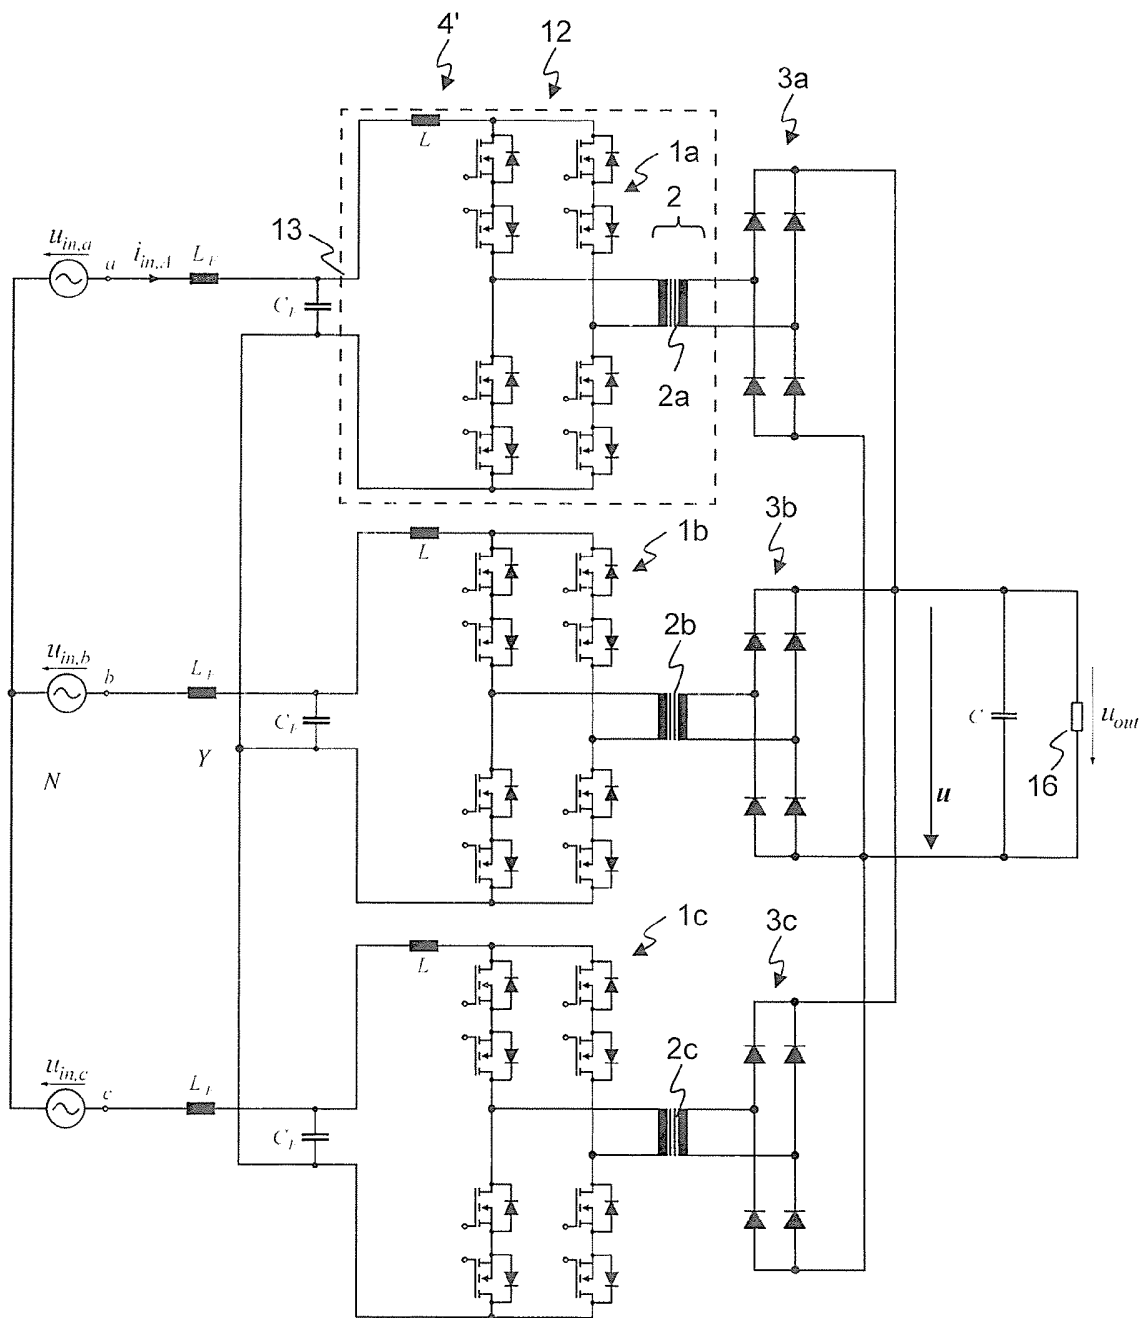 4'
12
3a
L
1a
2
13
u_in,a
a
i_in,A
L_F
C_F
2a
1b
3b
L
2b
u_in,b
b
L_F
C_F
C
u_out
Y
N
16
u
1c
3c
L
2c
u_in,c
c
L_F
C_F